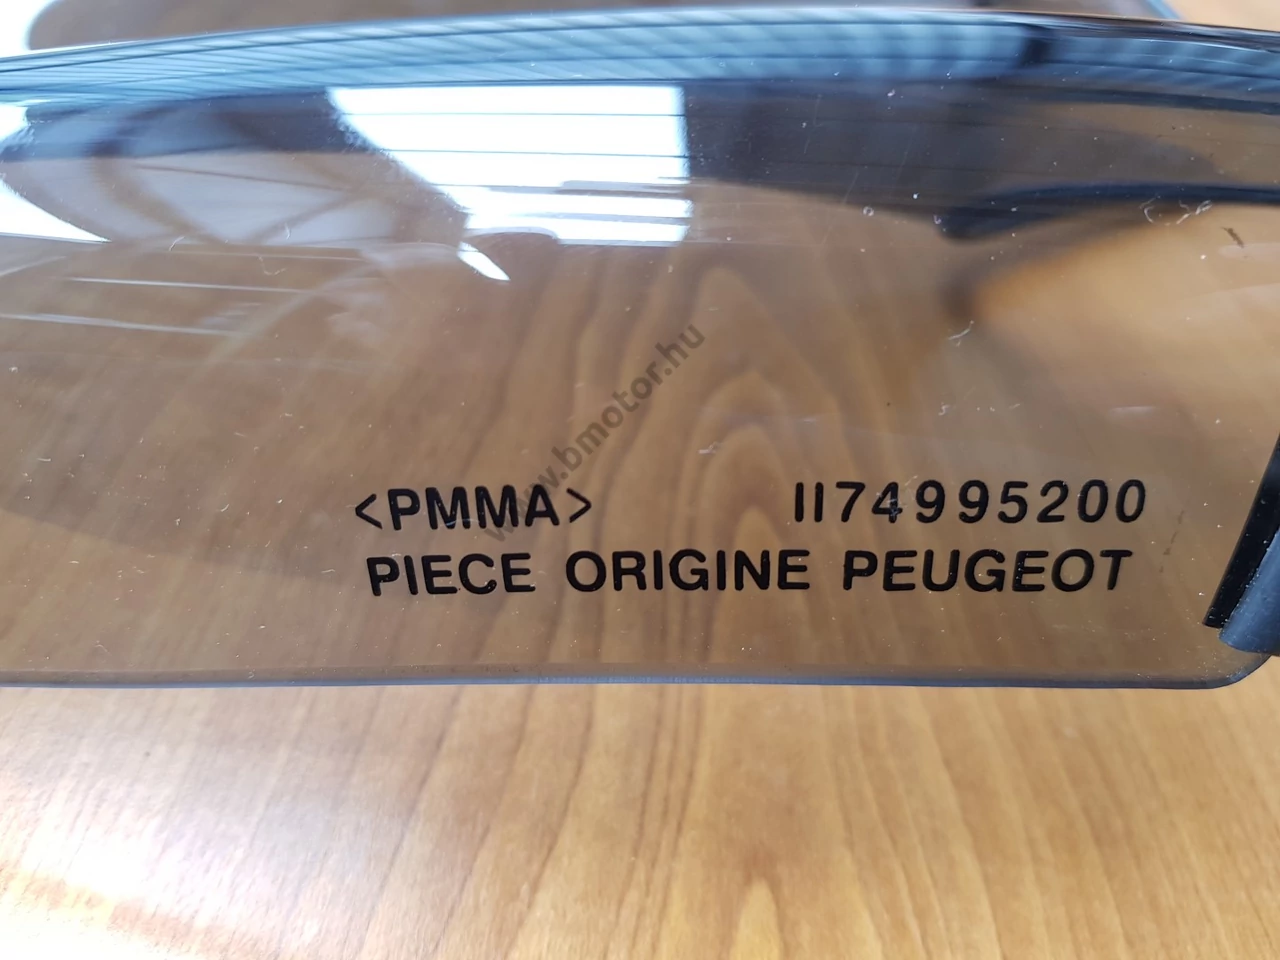 www.bmotor.hu
<PMMA> 1174995200
PIECE ORIGINE PEUGEOT